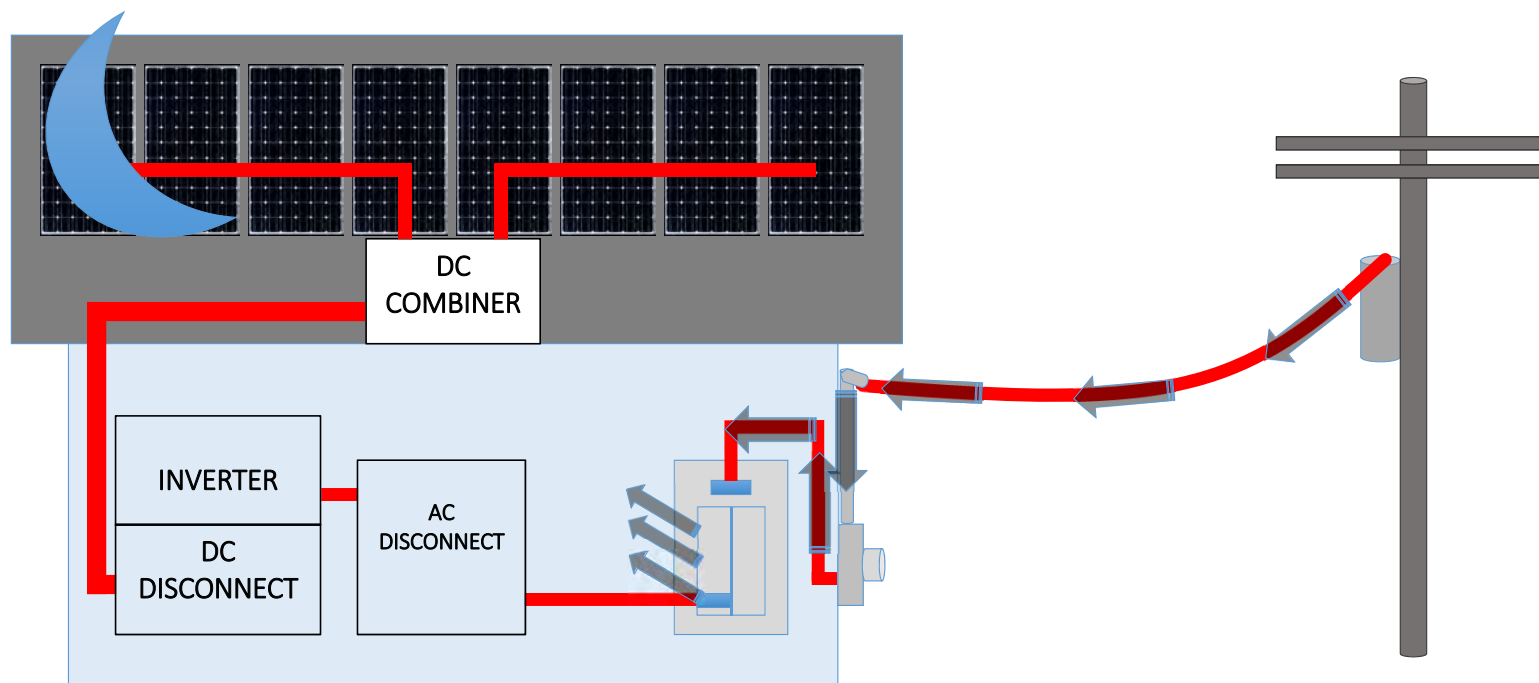 DC
COMBINER
INVERTER
DC
DISCONNECT
AC
DISCONNECT